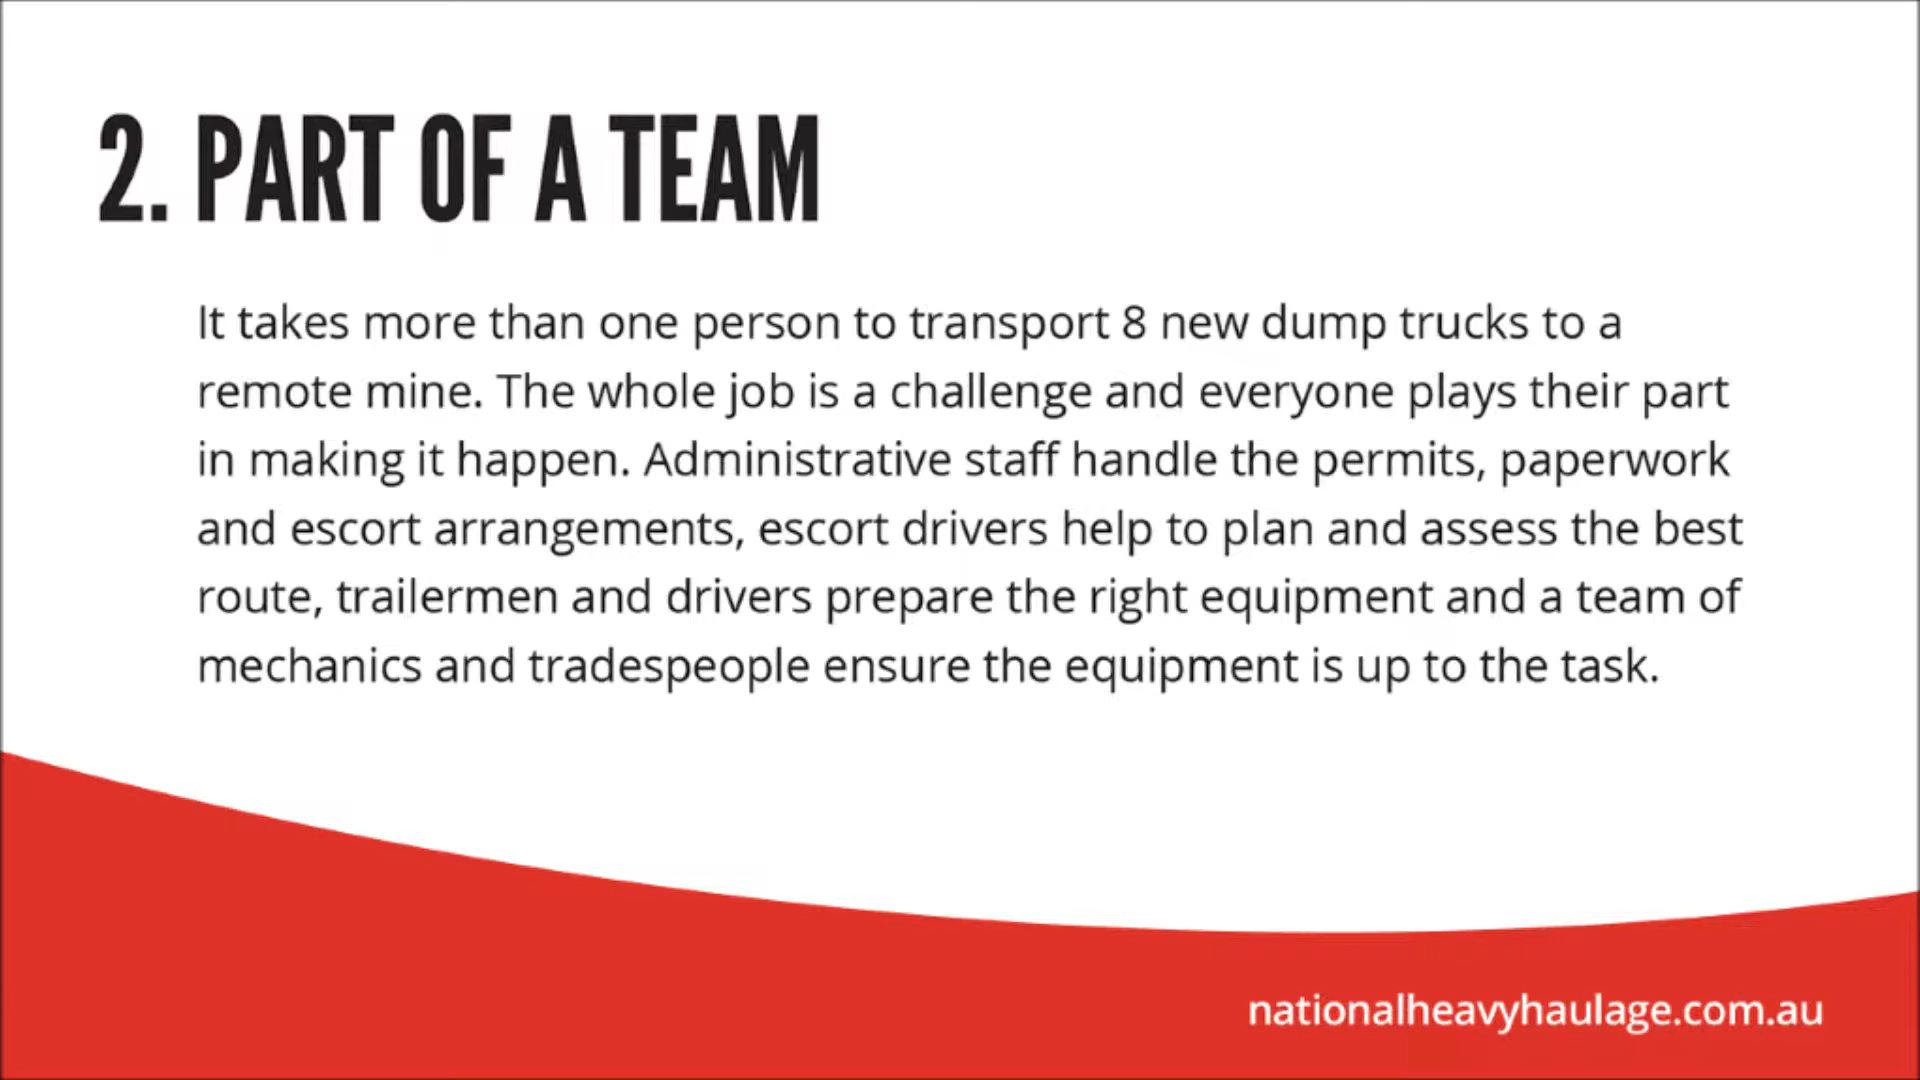 2. PART OF A TEAM
It takes more than one person to transport 8 new dump trucks to a
remote mine. The whole job is a challenge and everyone plays their part
in making it happen. Administrative staff handle the permits, paperwork
and escort arrangements, escort drivers help to plan and assess the best
route, trailermen and drivers prepare the right equipment and a team of
mechanics and tradespeople ensure the equipment is up to the task.
nationalheavyhaulage.com.au